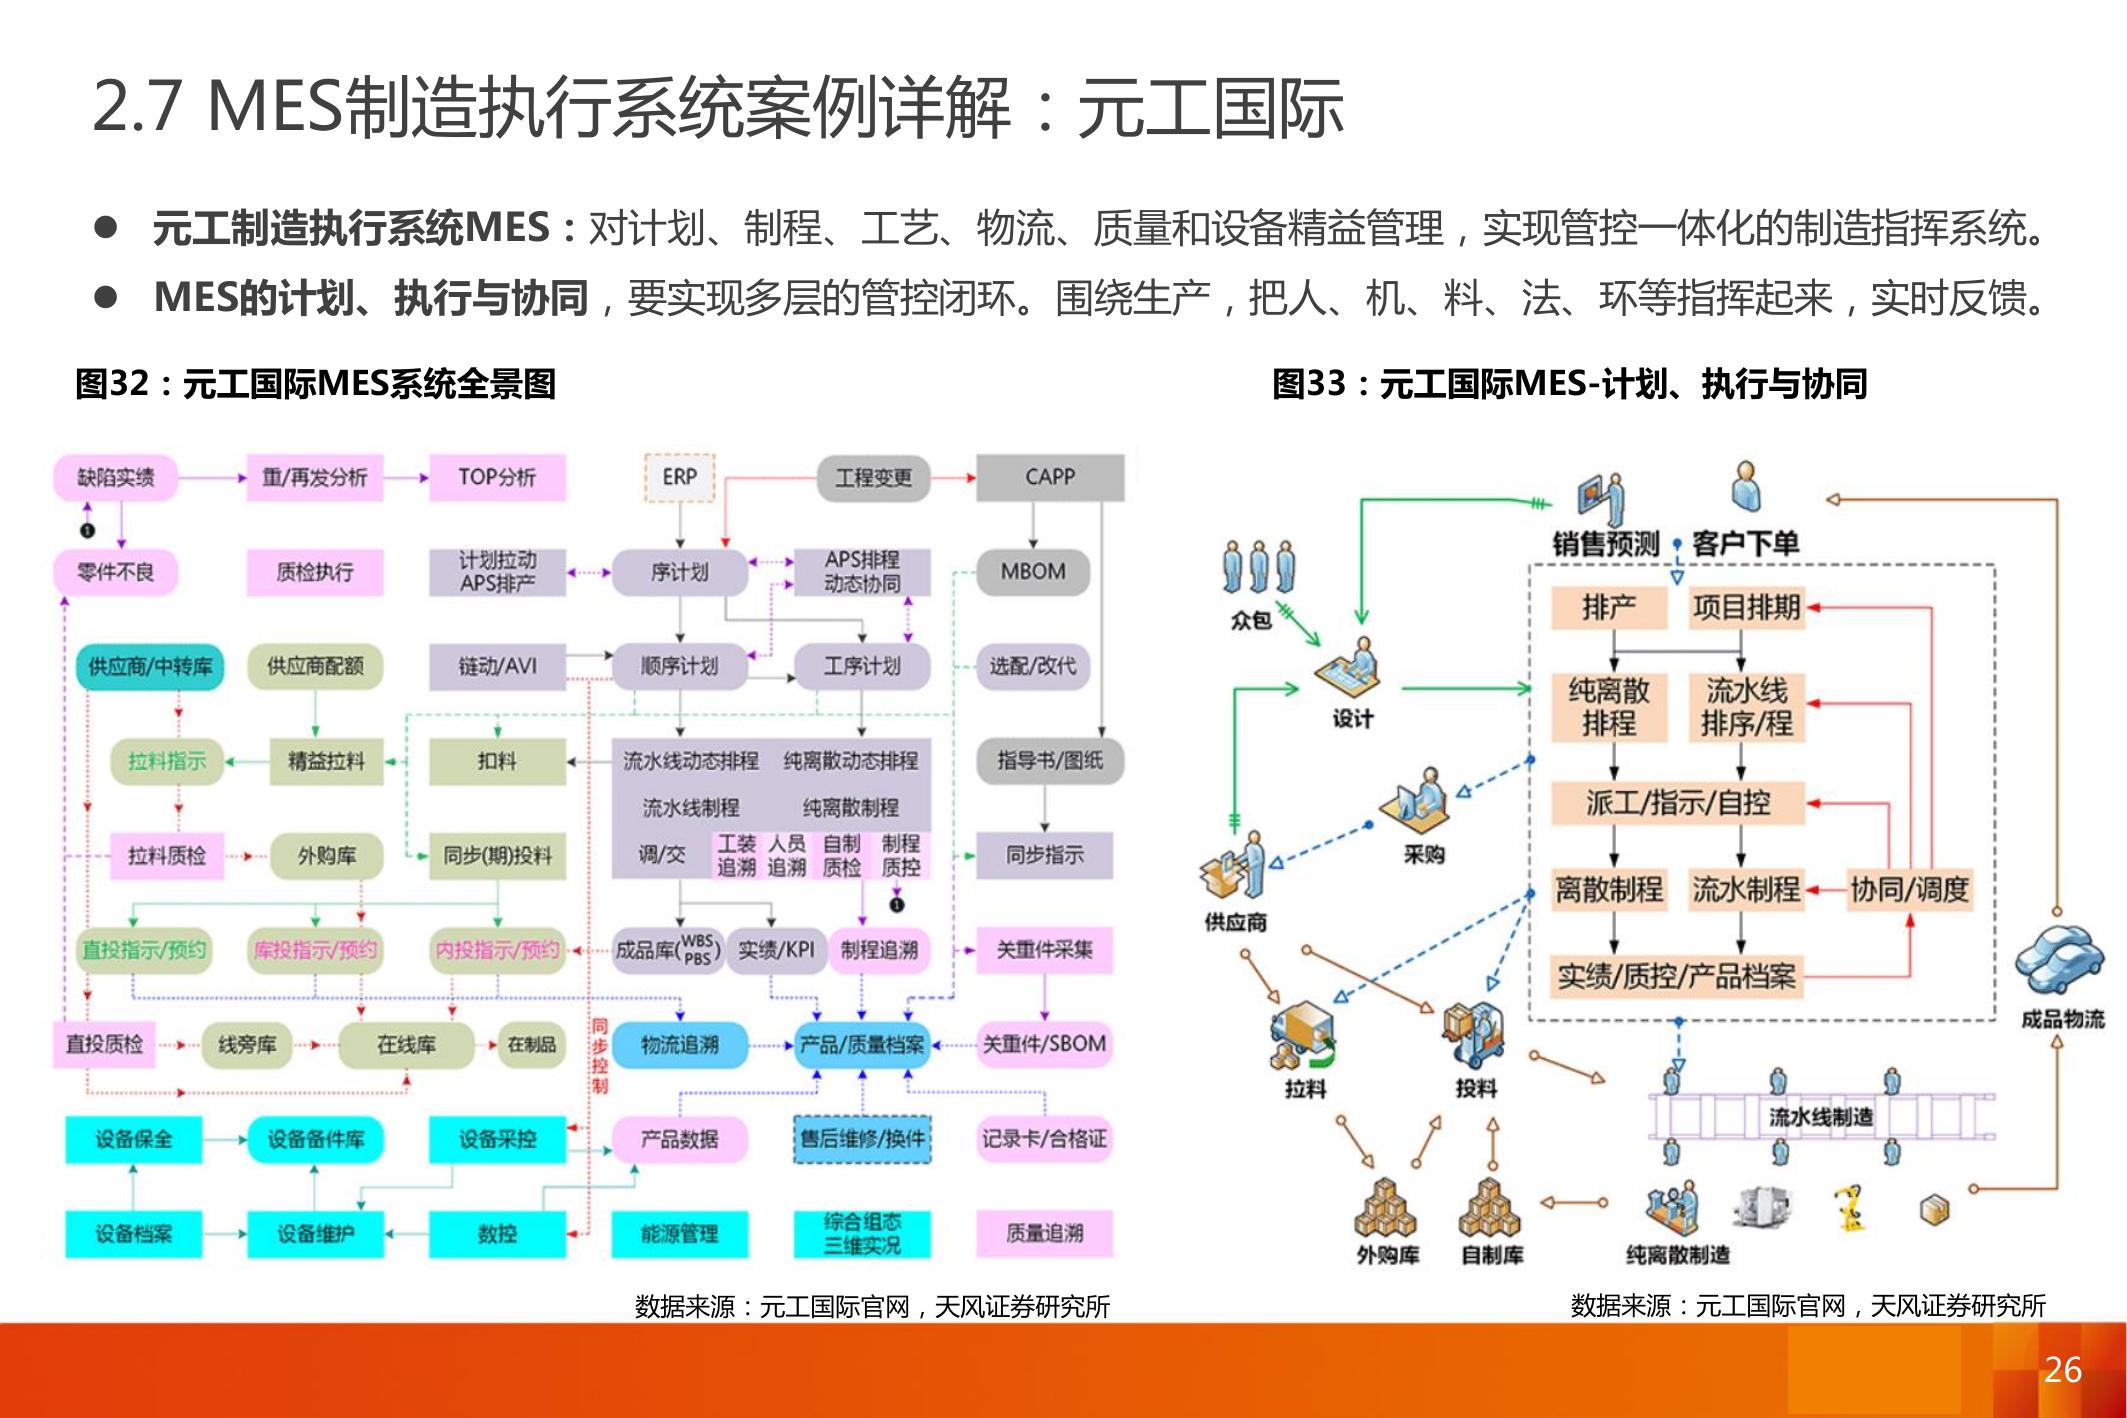 2.7 MES制造执行系统案例详解：元工国际
● 元工制造执行系统MES：对计划、制程、工艺、物流、质量和设备精益管理，实现管控一体化的制造指挥系统。
● MES的计划、执行与协同，要实现多层的管控闭环。围绕生产，把人、机、料、法、环等指挥起来，实时反馈。
图32：元工国际MES系统全景图
缺陷实绩
重/再发分析
TOP分析
ERP
工程变更
CAPP
1
零件不良
质检执行
计划拉动
APS排产
序计划
APS排程
动态协同
MBOM
供应商/中转库
供应商配额
链动/AVI
顺序计划
工序计划
选配/改代
拉料指示
精益拉料
扣料
流水线动态排程
纯离散动态排程
指导书/图纸
流水线制程
纯离散制程
拉料质检
外购库
同步(期)投料
调/交
工装
追溯
人员
追溯
自制
质检
制程
质控
同步指示
1
直投指示/预约
库投指示/预约
内投指示/预约
成品库(WBS
PBS)
实绩/KPI
制程追溯
关重件采集
直投质检
线旁库
在线库
在制品
同步控制
物流追溯
产品/质量档案
关重件/SBOM
设备保全
设备备件库
设备采控
产品数据
售后维修/换件
记录卡/合格证
设备档案
设备维护
数控
能源管理
综合组态
三维实况
质量追溯
数据来源：元工国际官网，天风证券研究所
图33：元工国际MES-计划、执行与协同
销售预测
客户下单
众包
排产
项目排期
设计
纯离散
排程
流水线
排序/程
派工/指示/自控
采购
供应商
离散制程
流水制程
协同/调度
实绩/质控/产品档案
成品物流
拉料
投料
流水线制造
外购库
自制库
纯离散制造
数据来源：元工国际官网，天风证券研究所
26